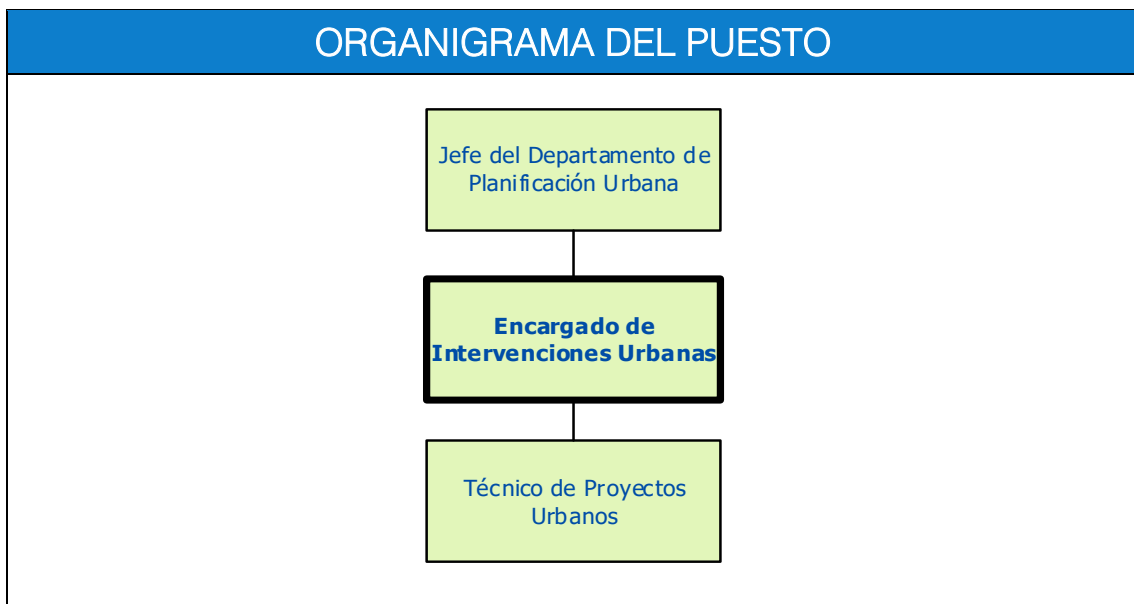 ORGANIGRAMA DEL PUESTO
Jefe del Departamento de
Planificación Urbana
Encargado de
Intervenciones Urbanas
Técnico de Proyectos
Urbanos